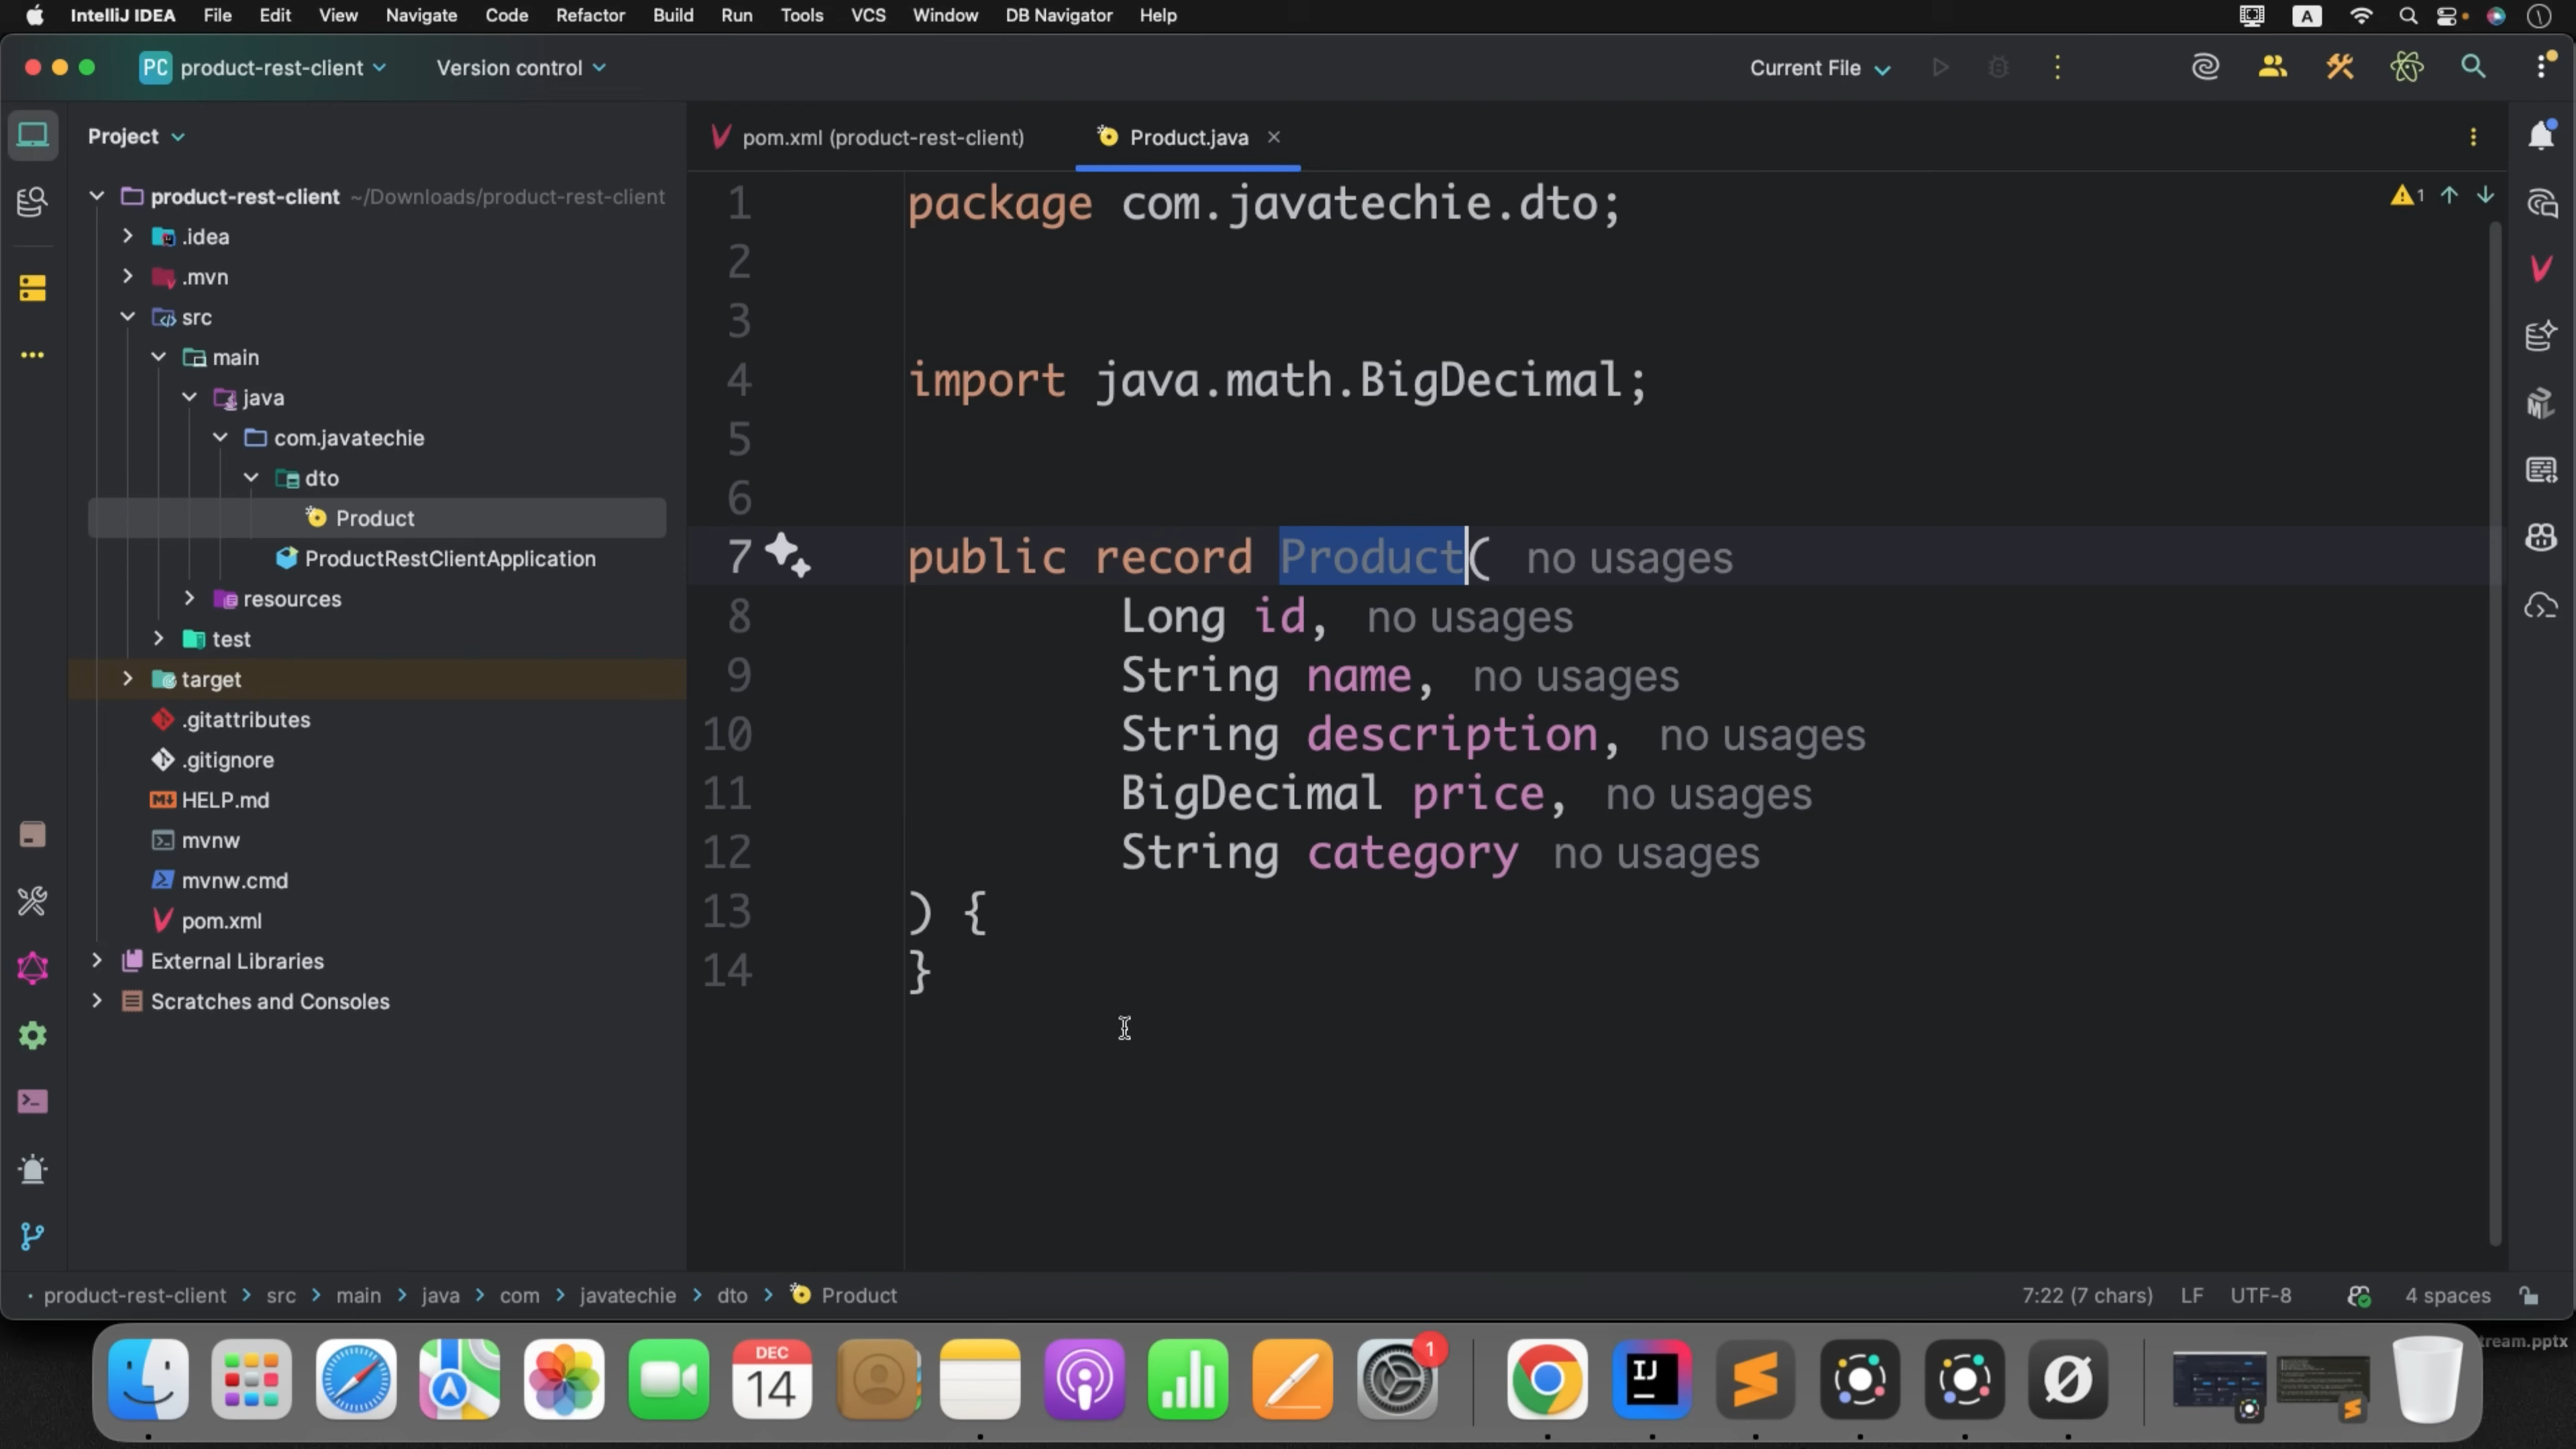 IntelliJ IDEA File Edit View Navigate Code Refactor Build Run Tools VCS Window DB Navigator Help A
PC product-rest-client Version control Current File
Project
pom.xml (product-rest-client) Product.java
product-rest-client ~/Downloads/product-rest-client
.idea
.mvn
src
main
java
com.javatechie
dto
Product
ProductRestClientApplication
resources
test
target
.gitattributes
.gitignore
M↓ HELP.md
mvnw
mvnw.cmd
pom.xml
External Libraries
Scratches and Consoles
1 package com.javatechie.dto;
2
3
4 import java.math.BigDecimal;
5
6
7 public record Product( no usages
8 Long id, no usages
9 String name, no usages
10 String description, no usages
11 BigDecimal price, no usages
12 String category no usages
13 ) {
14 }
1
product-rest-client > src > main > java > com > javatechie > dto > Product
7:22 (7 chars) LF UTF-8 4 spaces
tream.pptx
DEC
14
1
IJ